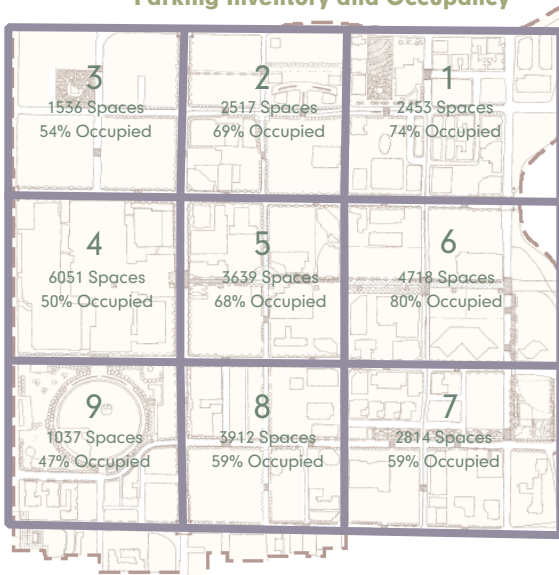 Parking Inventory and Occupancy
3
1536 Spaces
54% Occupied
2
2517 Spaces
69% Occupied
1
2453 Spaces
74% Occupied
4
6051 Spaces
50% Occupied
5
3639 Spaces
68% Occupied
6
4718 Spaces
80% Occupied
9
1037 Spaces
47% Occupied
8
3912 Spaces
59% Occupied
7
2814 Spaces
59% Occupied